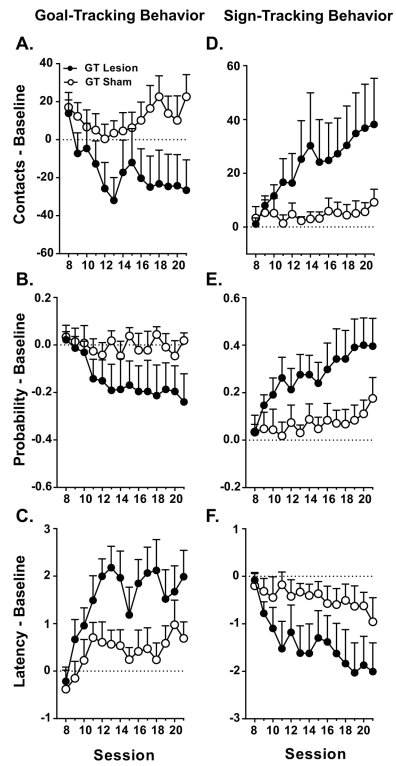 Goal-Tracking Behavior
Sign-Tracking Behavior
A.
GT Lesion
GT Sham
Contacts - Baseline
40
20
0
-20
-40
-60
8 10 12 14 16 18 20
D.
60
40
20
0
8 10 12 14 16 18 20
B.
Probability - Baseline
0.2
0.0
-0.2
-0.4
-0.6
8 10 12 14 16 18 20
E.
0.6
0.4
0.2
0.0
-0.2
8 10 12 14 16 18 20
C.
Latency - Baseline
3
2
1
0
-1
8 10 12 14 16 18 20
Session
F.
1
0
-1
-2
-3
8 10 12 14 16 18 20
Session